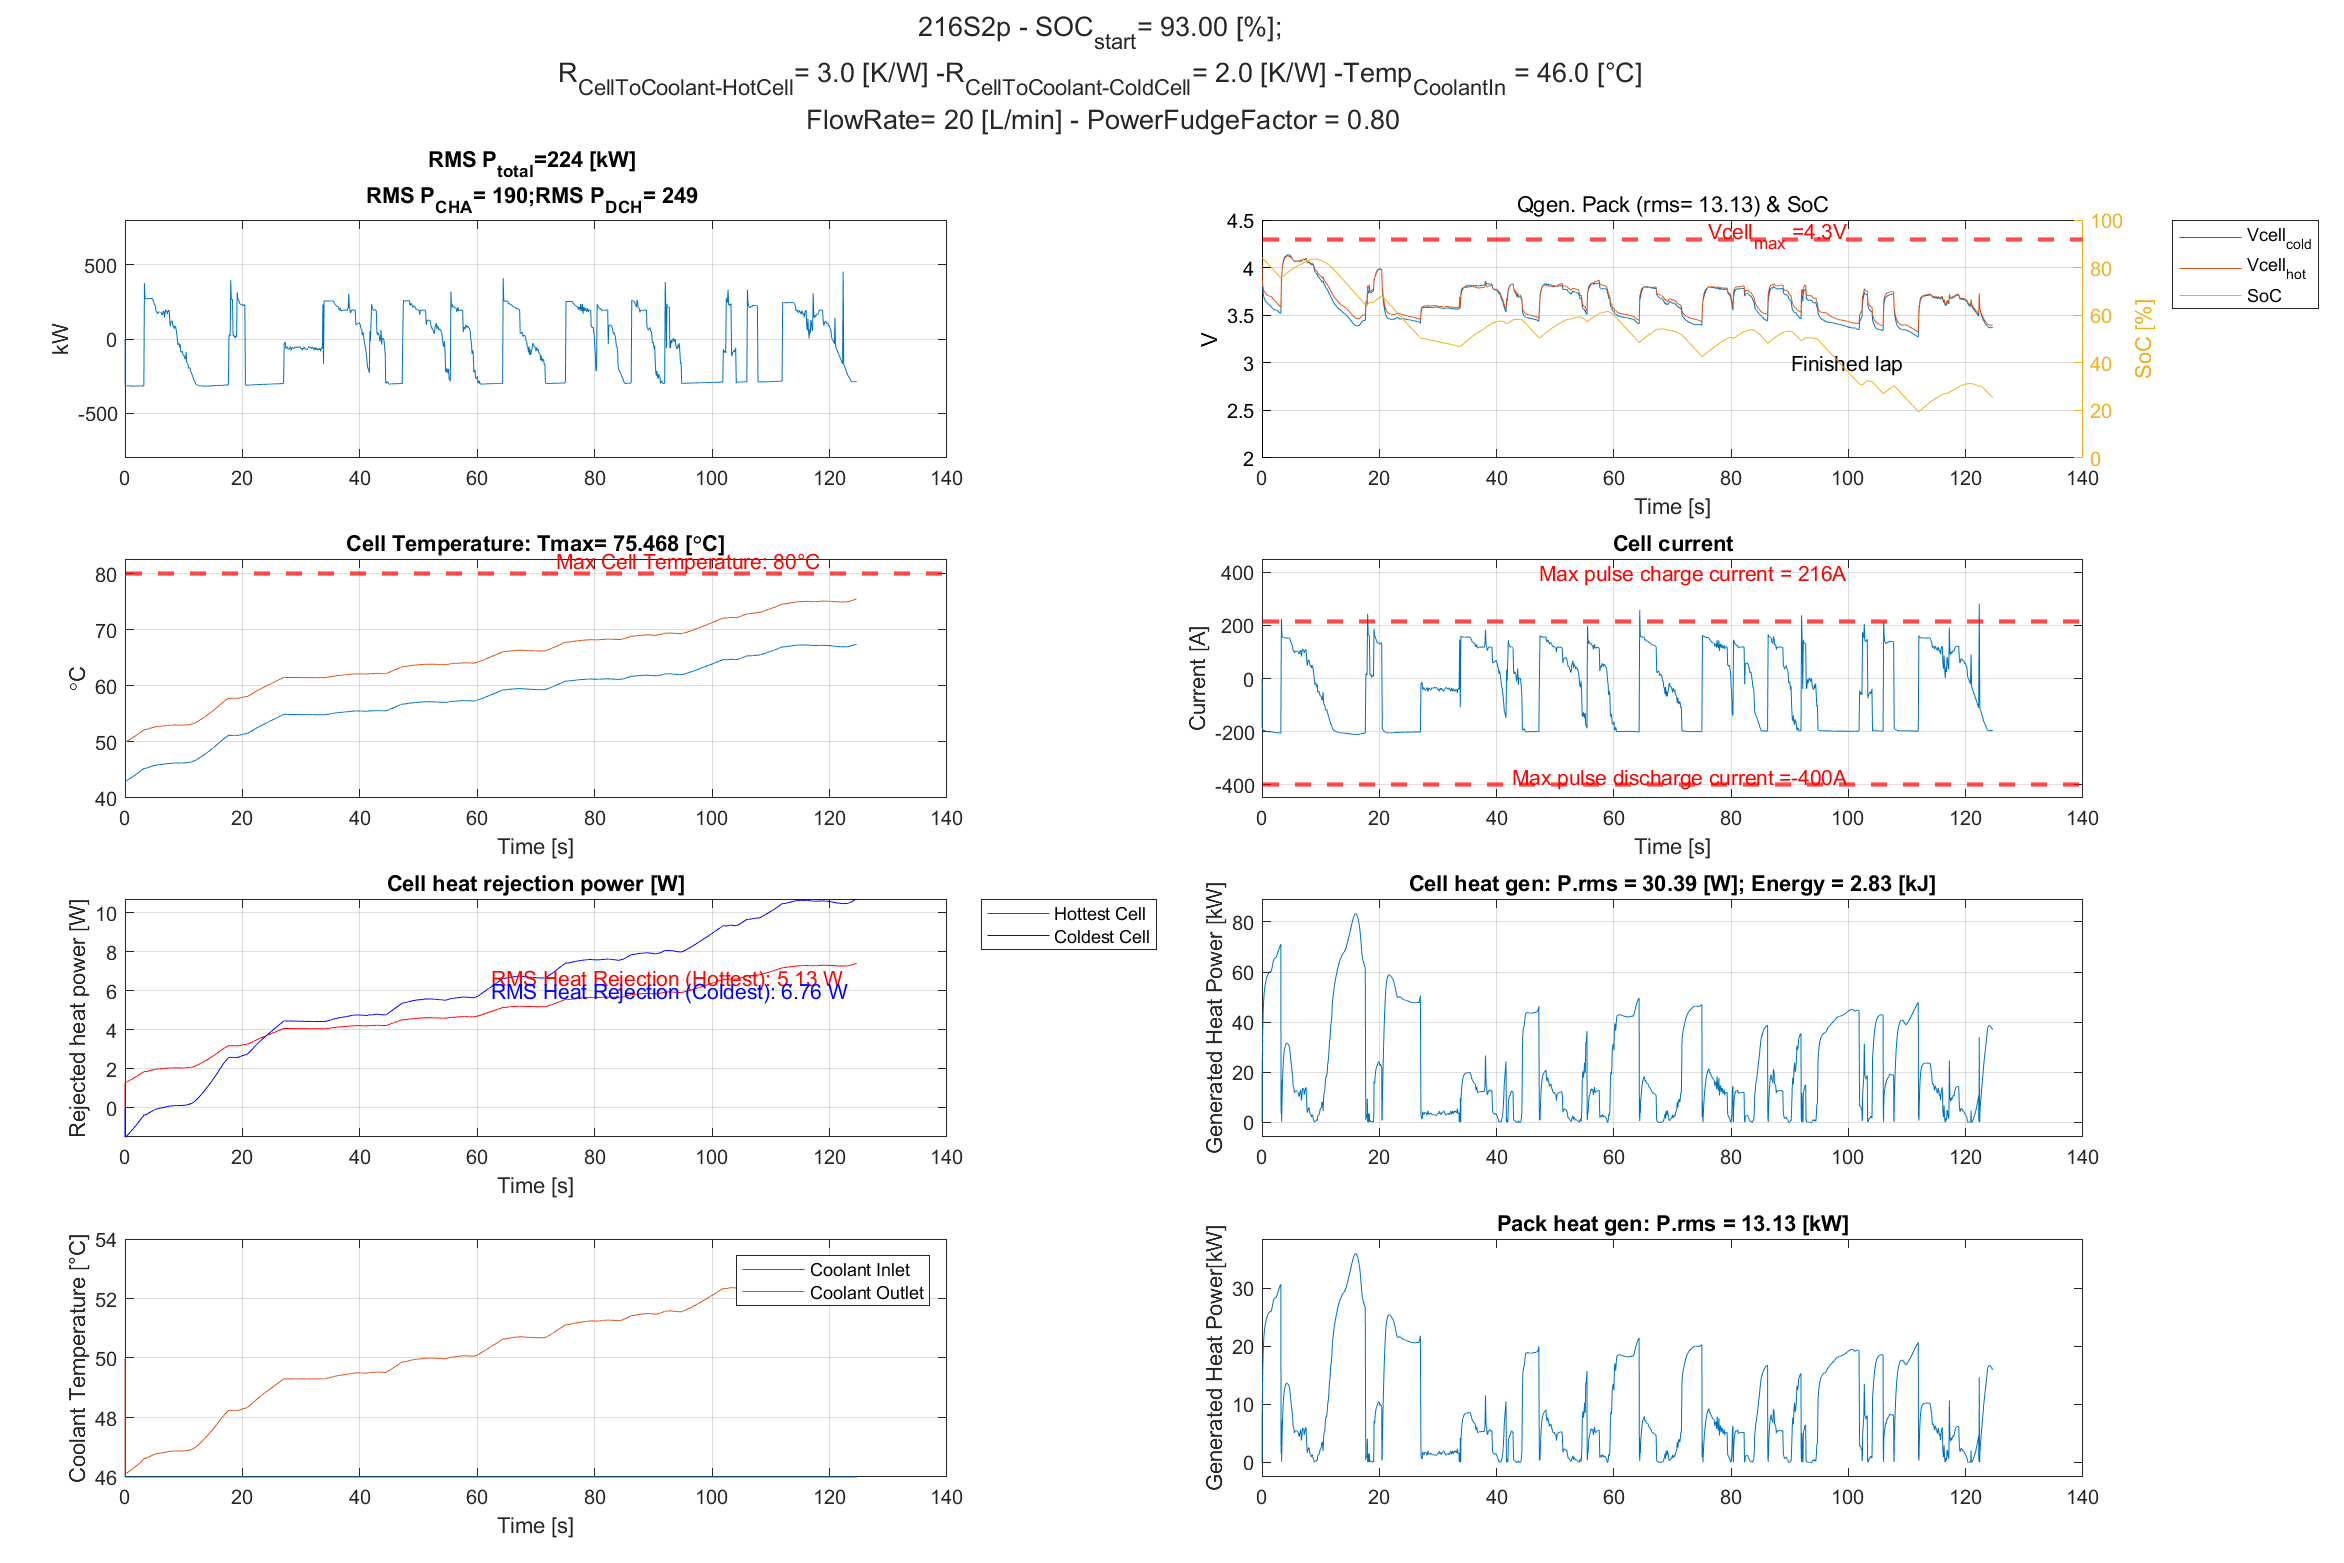 216S2p - SOCstart= 93.00 [%];
RCellToCoolant-HotCell= 3.0 [K/W] -RCellToCoolant-ColdCell= 2.0 [K/W] -TempCoolantIn = 46.0 [°C]
FlowRate= 20 [L/min] - PowerFudgeFactor = 0.80
RMS Ptotal=224 [kW]
RMS PCHA= 190;RMS PDCH= 249
kW
500
0
-500
0 20 40 60 80 100 120 140
Qgen. Pack (rms= 13.13) & SoC
Vcellmax =4.3V
Finished lap
V
4.5
4
3.5
3
2.5
2
SoC [%]
100
80
60
40
20
0
0 20 40 60 80 100 120 140
Time [s]
Vcellcold
Vcellhot
SoC
Cell Temperature: Tmax= 75.468 [°C]
Max Cell Temperature: 80°C
°C
80
70
60
50
40
0 20 40 60 80 100 120 140
Time [s]
Cell current
Max pulse charge current = 216A
Max pulse discharge current =-400A
Current [A]
400
200
0
-200
-400
0 20 40 60 80 100 120 140
Time [s]
Cell heat rejection power [W]
RMS Heat Rejection (Hottest): 5.13 W
RMS Heat Rejection (Coldest): 6.76 W
Rejected heat power [W]
10
8
6
4
2
0
0 20 40 60 80 100 120 140
Time [s]
Hottest Cell
Coldest Cell
Cell heat gen: P.rms = 30.39 [W]; Energy = 2.83 [kJ]
Generated Heat Power [kW]
80
60
40
20
0
0 20 40 60 80 100 120 140
Coolant Temperature [°C]
54
52
50
48
46
0 20 40 60 80 100 120 140
Time [s]
Coolant Inlet
Coolant Outlet
Pack heat gen: P.rms = 13.13 [kW]
Generated Heat Power[kW]
30
20
10
0
0 20 40 60 80 100 120 140